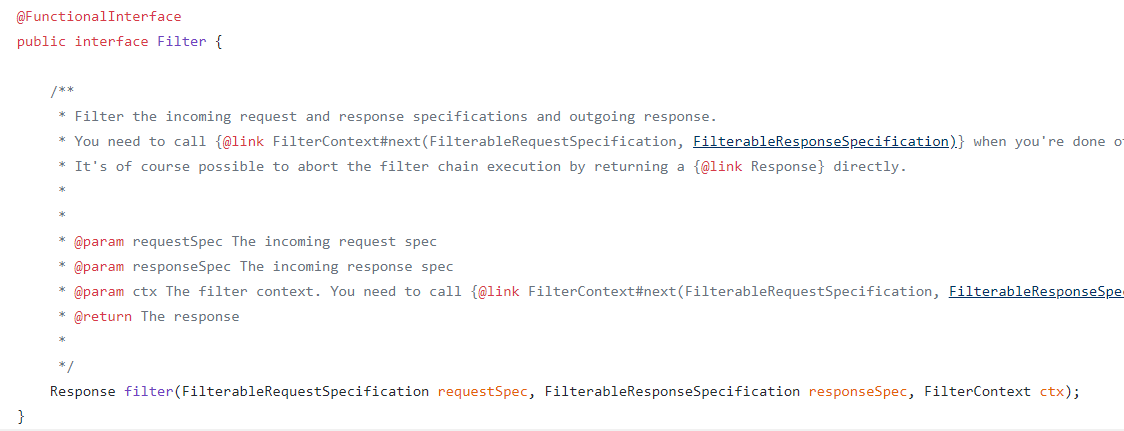 @FunctionalInterface
public interface Filter {
/**
* Filter the incoming request and response specifications and outgoing response.
* You need to call {@link FilterContext#next(FilterableRequestSpecification, FilterableResponseSpecification)} when you're done
* It's of course possible to abort the filter chain execution by returning a {@link Response} directly.
*
*
* @param requestSpec The incoming request spec
* @param responseSpec The incoming response spec
* @param ctx The filter context. You need to call {@link FilterContext#next(FilterableRequestSpecification, FilterableResponseSpe
* @return The response
*
*/
Response filter(FilterableRequestSpecification requestSpec, FilterableResponseSpecification responseSpec, FilterContext ctx);
}